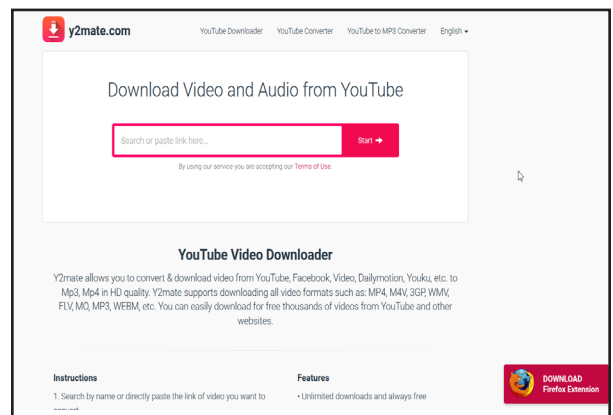 y2mate.com
YouTube Downloader YouTube Converter YouTube to MP3 Converter English
Download Video and Audio from YouTube
Search or paste link here...
Start
By using our service you are accepting our Terms of Use.
YouTube Video Downloader
Y2mate allows you to convert & download video from YouTube, Facebook, Video, Dailymotion, Youku, etc. to
Mp3, Mp4 in HD quality. Y2mate supports downloading all video formats such as: MP4, M4V, 3GP, WMV,
FLV, MO, MP3, WEBM, etc. You can easily download for free thousands of videos from YouTube and other
websites.
Instructions
1. Search by name or directly paste the link of video you want to
Features
• Unlimited downloads and always free
DOWNLOAD
Firefox Extension